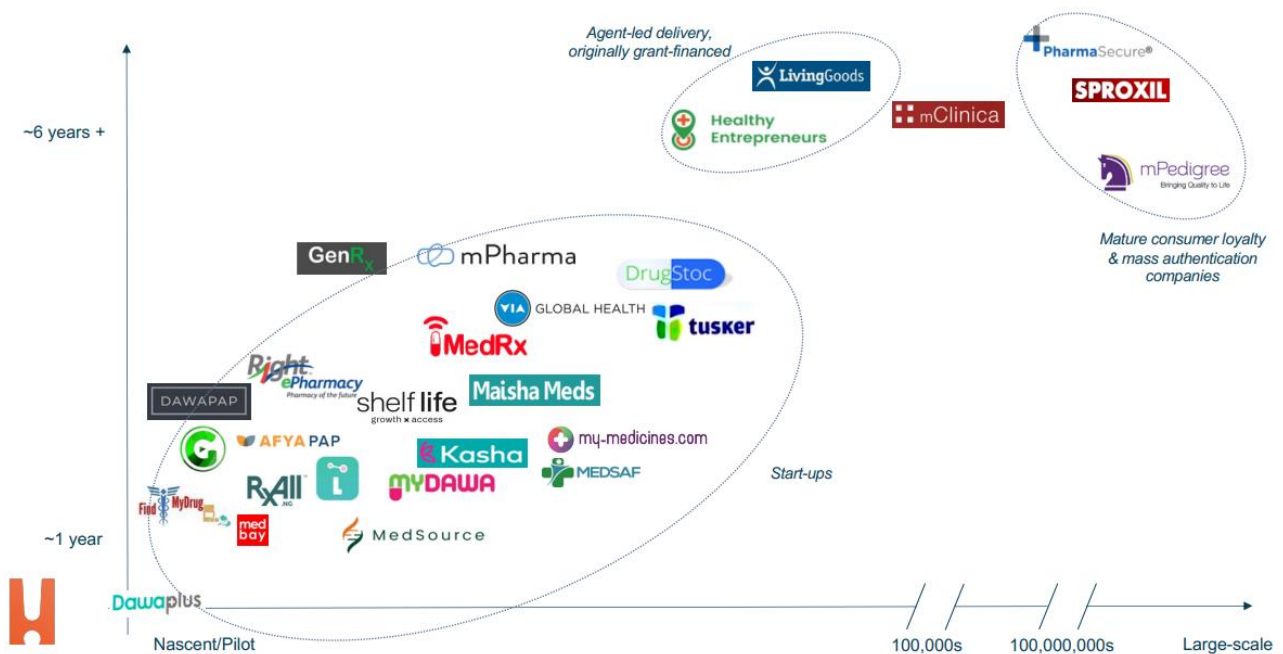 Agent-led delivery,
originally grant-financed
LivingGoods
Healthy
Entrepreneurs
mClinica
PharmaSecure®
SPROXIL
mPedigree
Bringing Quality to Life
Mature consumer loyalty
& mass authentication
companies
~6 years +
GenRx
mPharma
DrugStoc
VIA GLOBAL HEALTH
tusker
MedRx
Right
ePharmacy
Pharmacy of the future
DAWAPAP
shelf life
growth x access
Maisha Meds
G
AFYA PAP
my-medicines.com
Kasha
MEDSAF
Start-ups
RxAll
.NG
L
MYDAWA
Find MyDrug
med
bay
MedSource
~1 year
Dawaplus
Nascent/Pilot
100,000s
100,000,000s
Large-scale